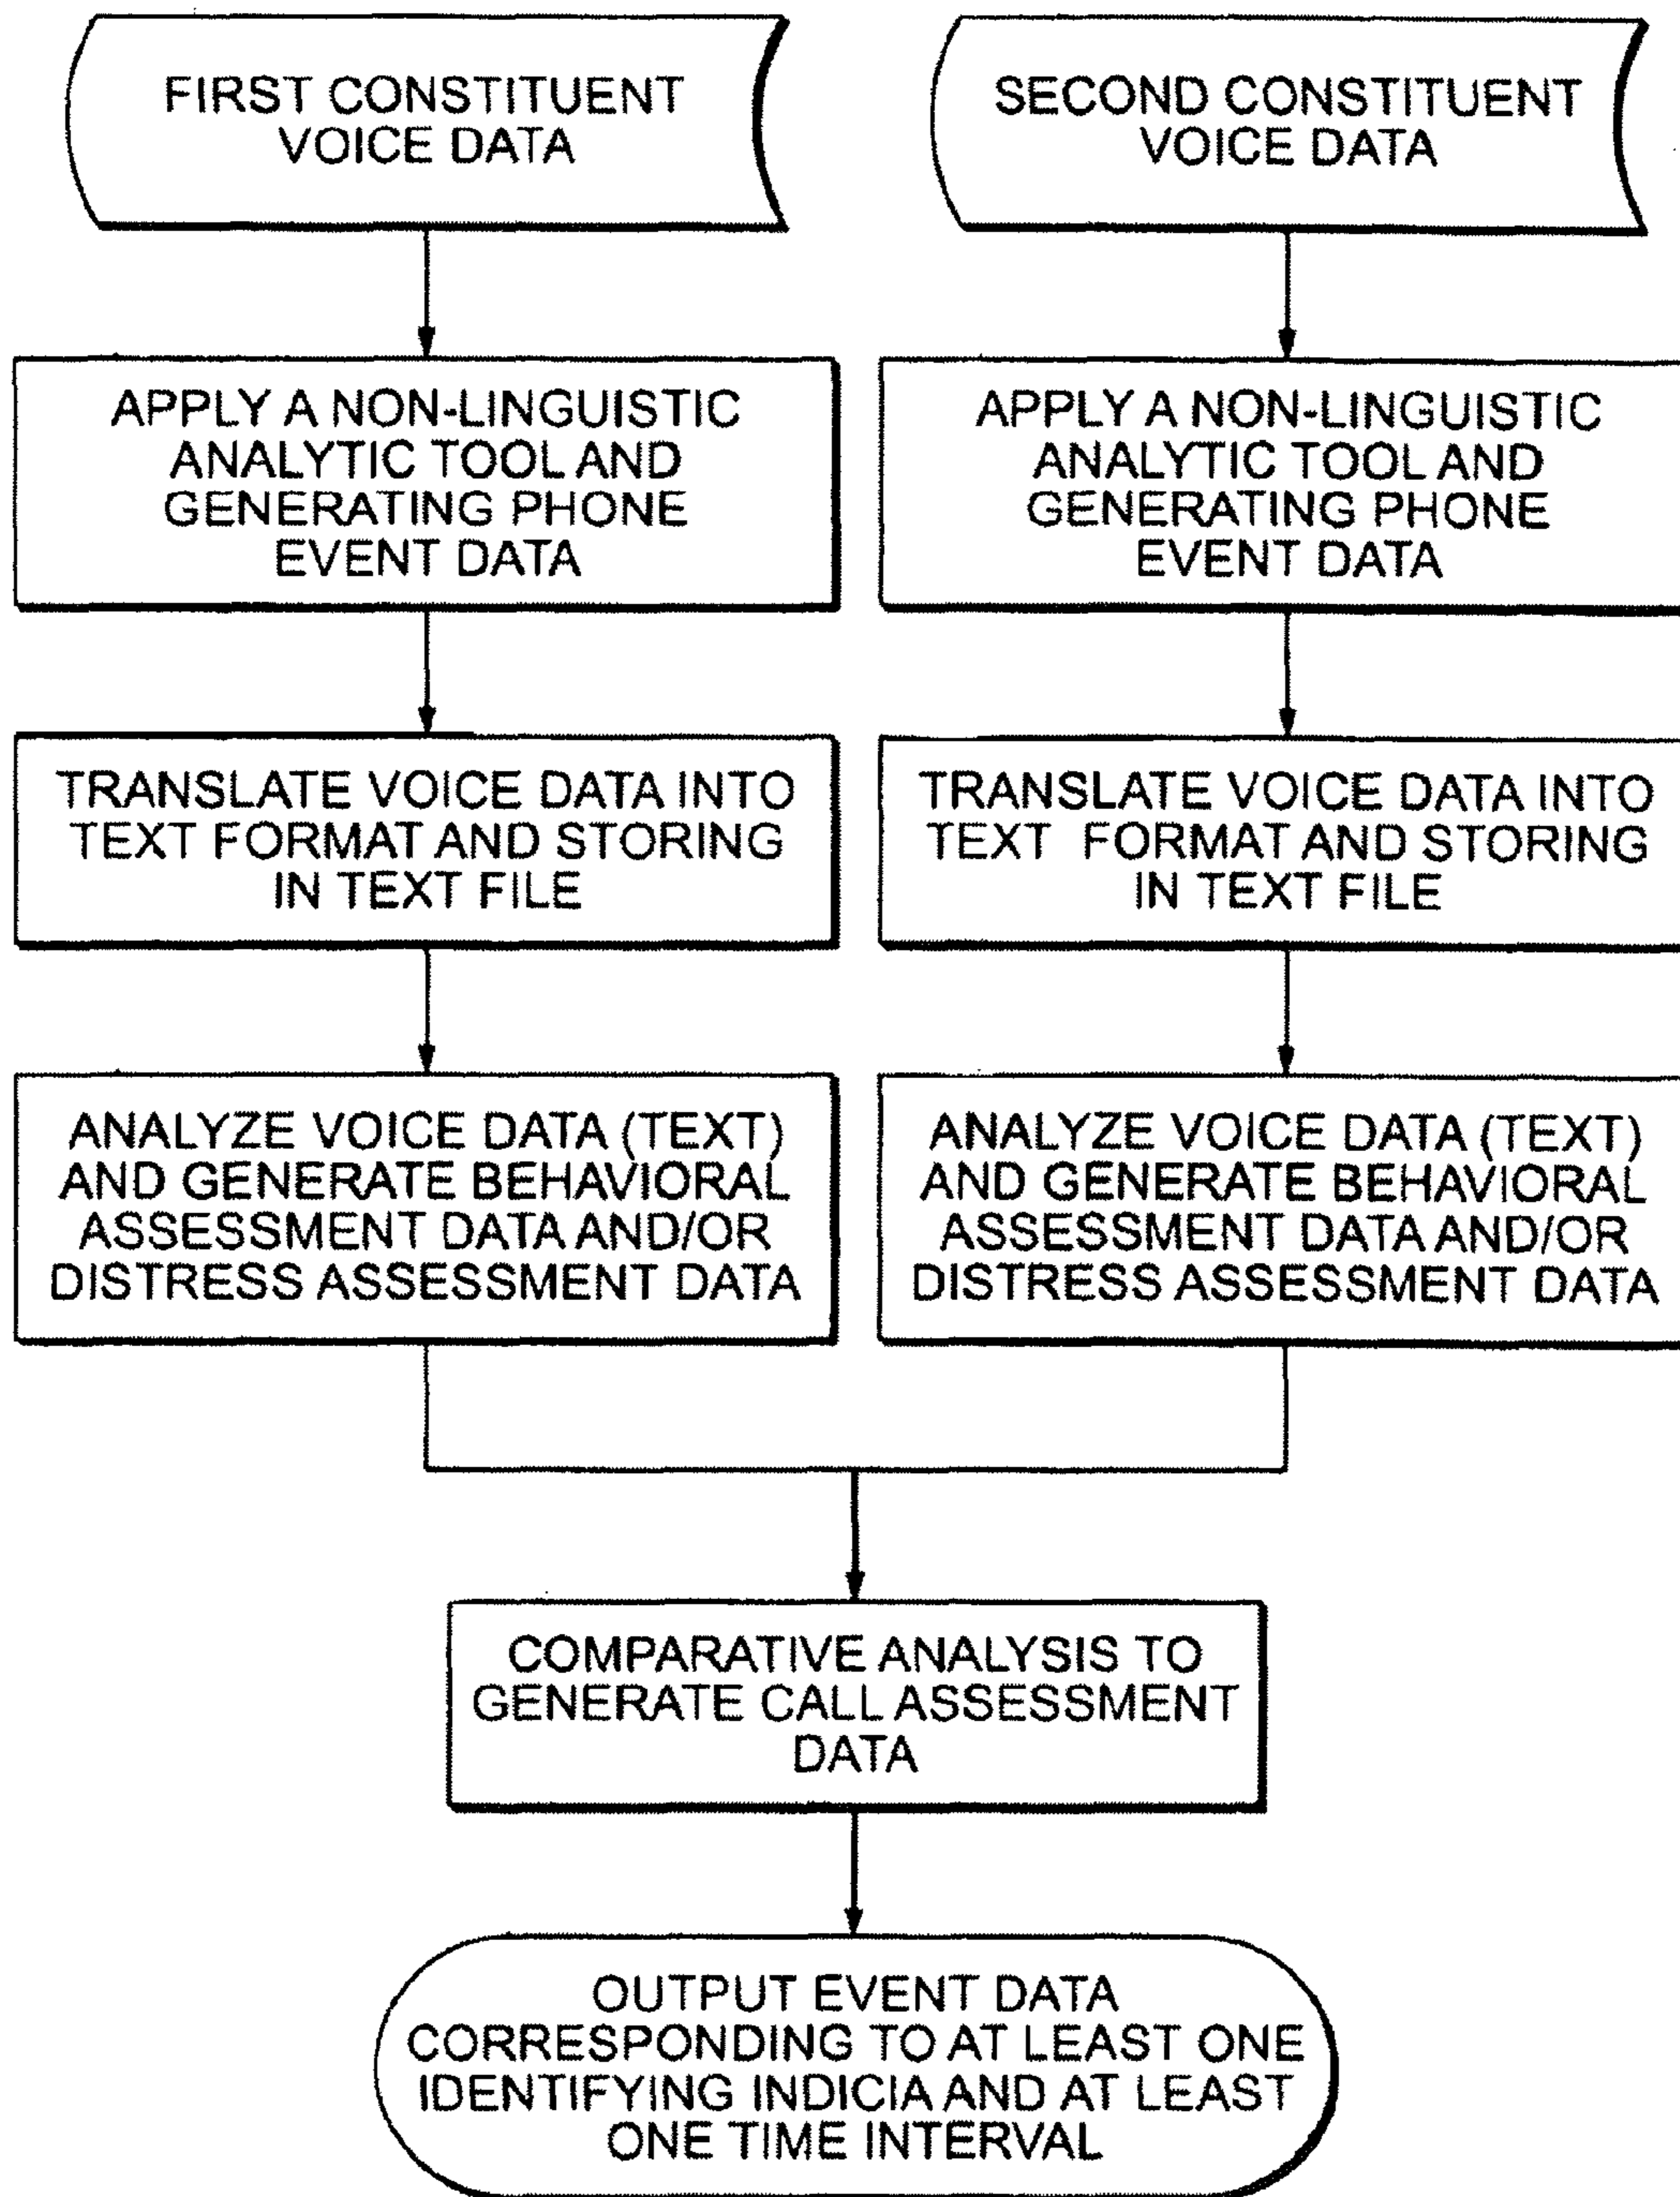 FIRST CONSTITUENT
VOICE DATA
SECOND CONSTITUENT
VOICE DATA
APPLY A NON-LINGUISTIC
ANALYTIC TOOL AND
GENERATING PHONE
EVENT DATA
APPLY A NON-LINGUISTIC
ANALYTIC TOOL AND
GENERATING PHONE
EVENT DATA
TRANSLATE VOICE DATA INTO
TEXT FORMAT AND STORING
IN TEXT FILE
TRANSLATE VOICE DATA INTO
TEXT FORMAT AND STORING
IN TEXT FILE
ANALYZE VOICE DATA (TEXT)
AND GENERATE BEHAVIORAL
ASSESSMENT DATA AND/OR
DISTRESS ASSESSMENT DATA
ANALYZE VOICE DATA (TEXT)
AND GENERATE BEHAVIORAL
ASSESSMENT DATA AND/OR
DISTRESS ASSESSMENT DATA
COMPARATIVE ANALYSIS TO
GENERATE CALL ASSESSMENT
DATA
OUTPUT EVENT DATA
CORRESPONDING TO AT LEAST ONE
IDENTIFYING INDICIA AND AT LEAST
ONE TIME INTERVAL